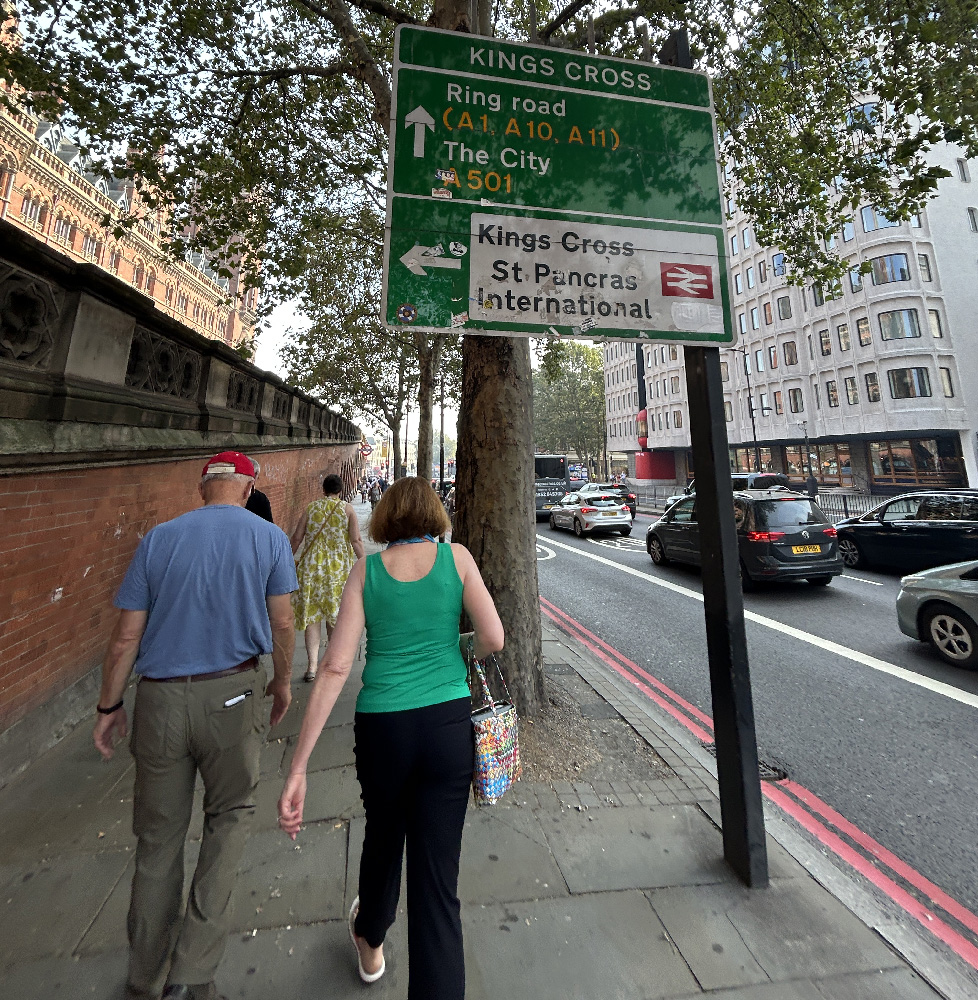 KINGS CROSS
Ring road
(A1, A10, A11)
The City
A501
Kings Cross
St Pancras
International